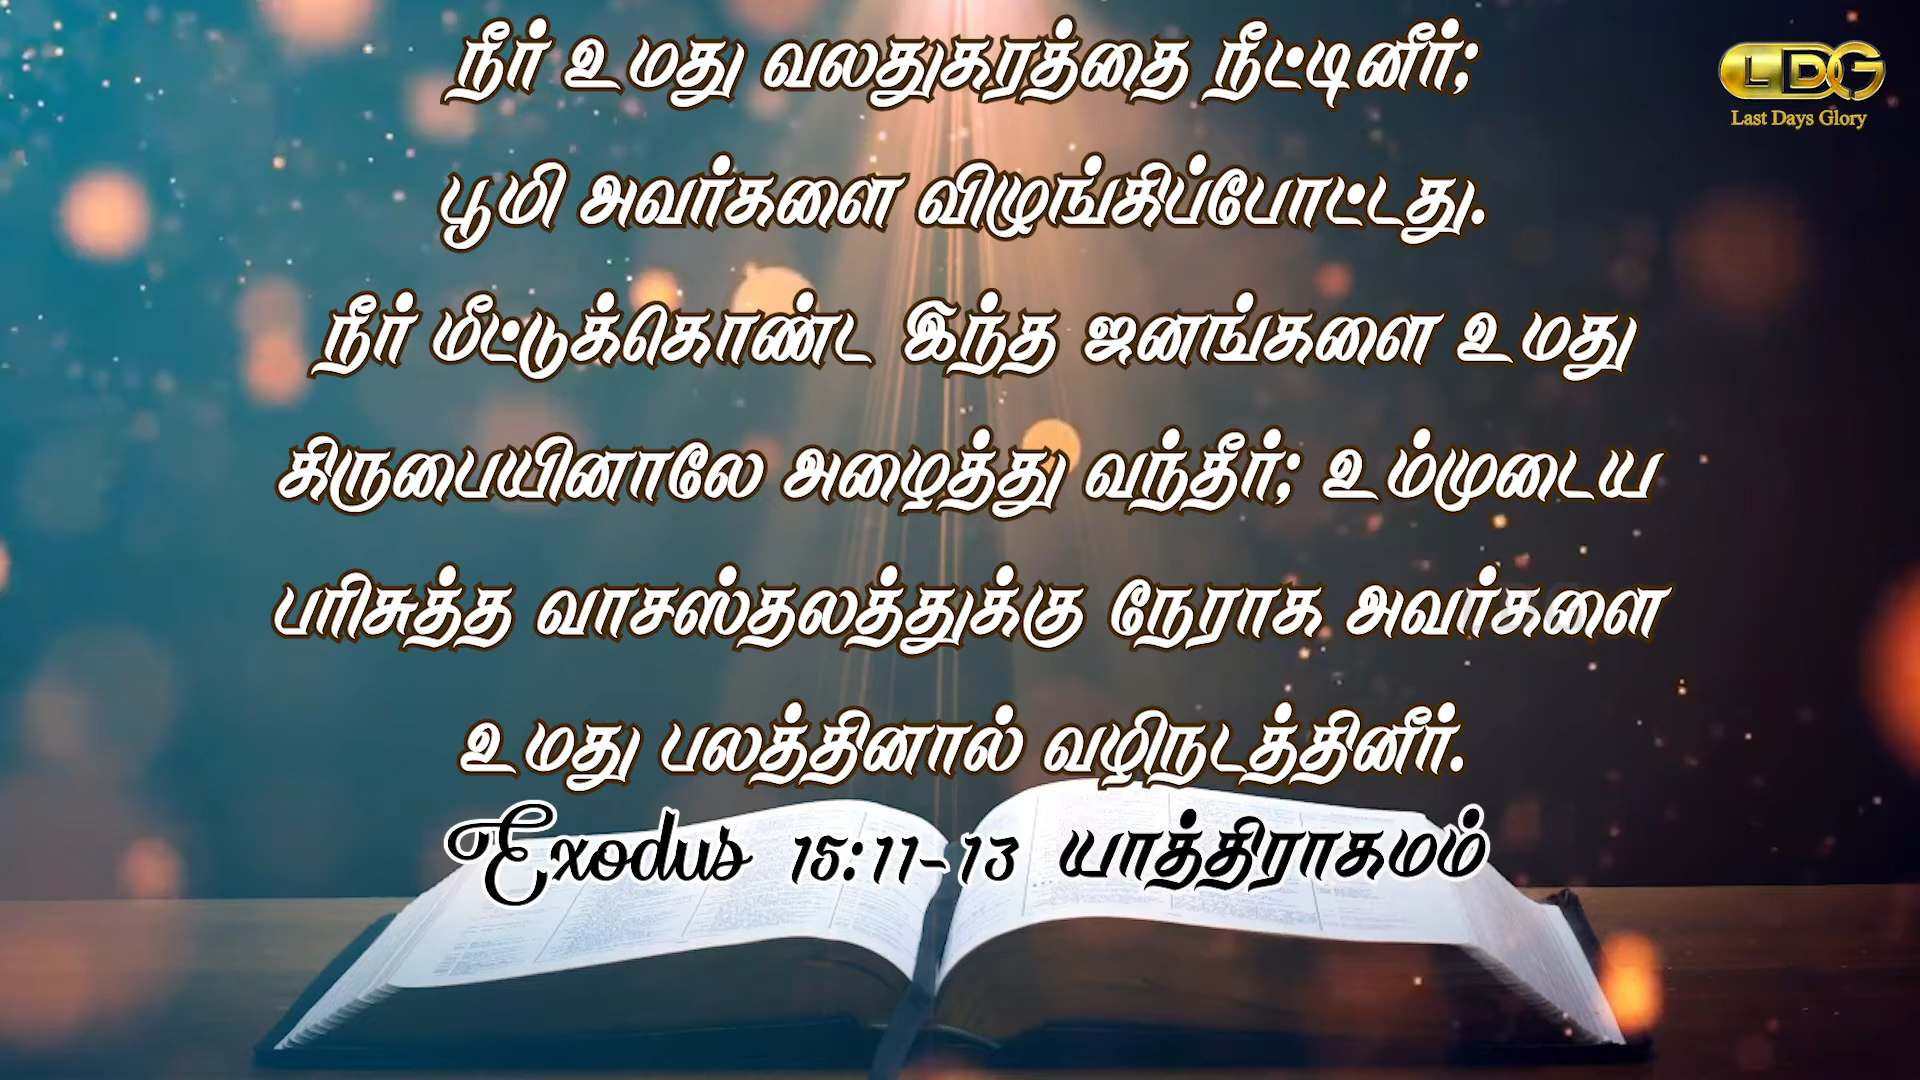 நீர் உமது வலதுகரத்தை நீட்டினீர்;
LDG
Last Days Glory
பூமி அவர்களை விழுங்கிப்போட்டது.
நீர் மீட்டுக்கொண்ட இந்த ஜனங்களை உமது
கிருபையினாலே அழைத்து வந்தீர்; உம்முடைய
பரிசுத்த வாசஸ்தலத்துக்கு நேராக அவர்களை
உமது பலத்தினால் வழிநடத்தினீர்.
Exodus 15:11-13 யாத்திராகமம்